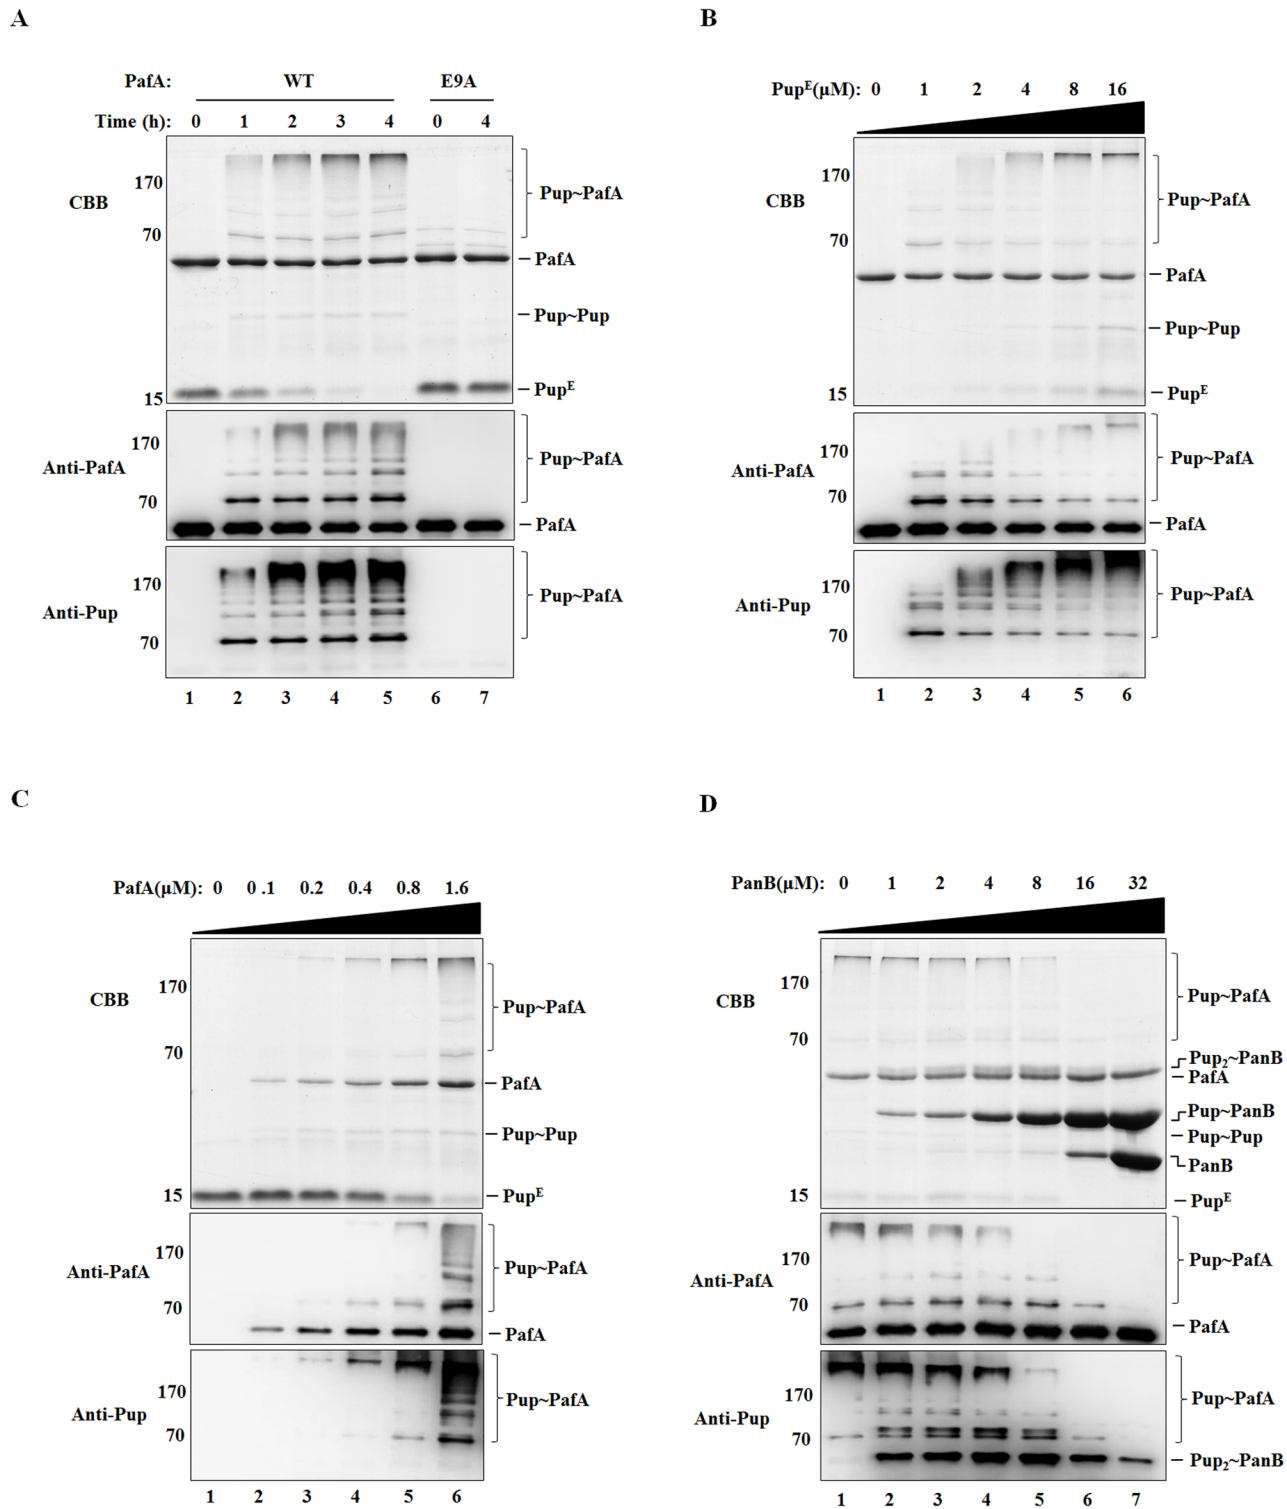 A
PafA: WT E9A
Time (h): 0 1 2 3 4 0 4
CBB
170
70
15
Pup~PafA
PafA
Pup~Pup
Pupᴱ
Anti-PafA
170
70
Pup~PafA
PafA
Anti-Pup
170
70
Pup~PafA
1 2 3 4 5 6 7
B
Pupᴱ(μM): 0 1 2 4 8 16
CBB
170
70
15
Pup~PafA
PafA
Pup~Pup
Pupᴱ
Anti-PafA
170
70
Pup~PafA
PafA
Anti-Pup
170
70
Pup~PafA
1 2 3 4 5 6
C
PafA(μM): 0 0 .1 0.2 0.4 0.8 1.6
CBB
170
70
15
Pup~PafA
PafA
Pup~Pup
Pupᴱ
Anti-PafA
170
70
Pup~PafA
PafA
Anti-Pup
170
70
Pup~PafA
1 2 3 4 5 6
D
PanB(μM): 0 1 2 4 8 16 32
CBB
170
70
15
Pup~PafA
Pup₂~PanB
PafA
Pup~PanB
Pup~Pup
PanB
Pupᴱ
Anti-PafA
170
70
Pup~PafA
PafA
Anti-Pup
170
70
Pup~PafA
Pup₂~PanB
1 2 3 4 5 6 7